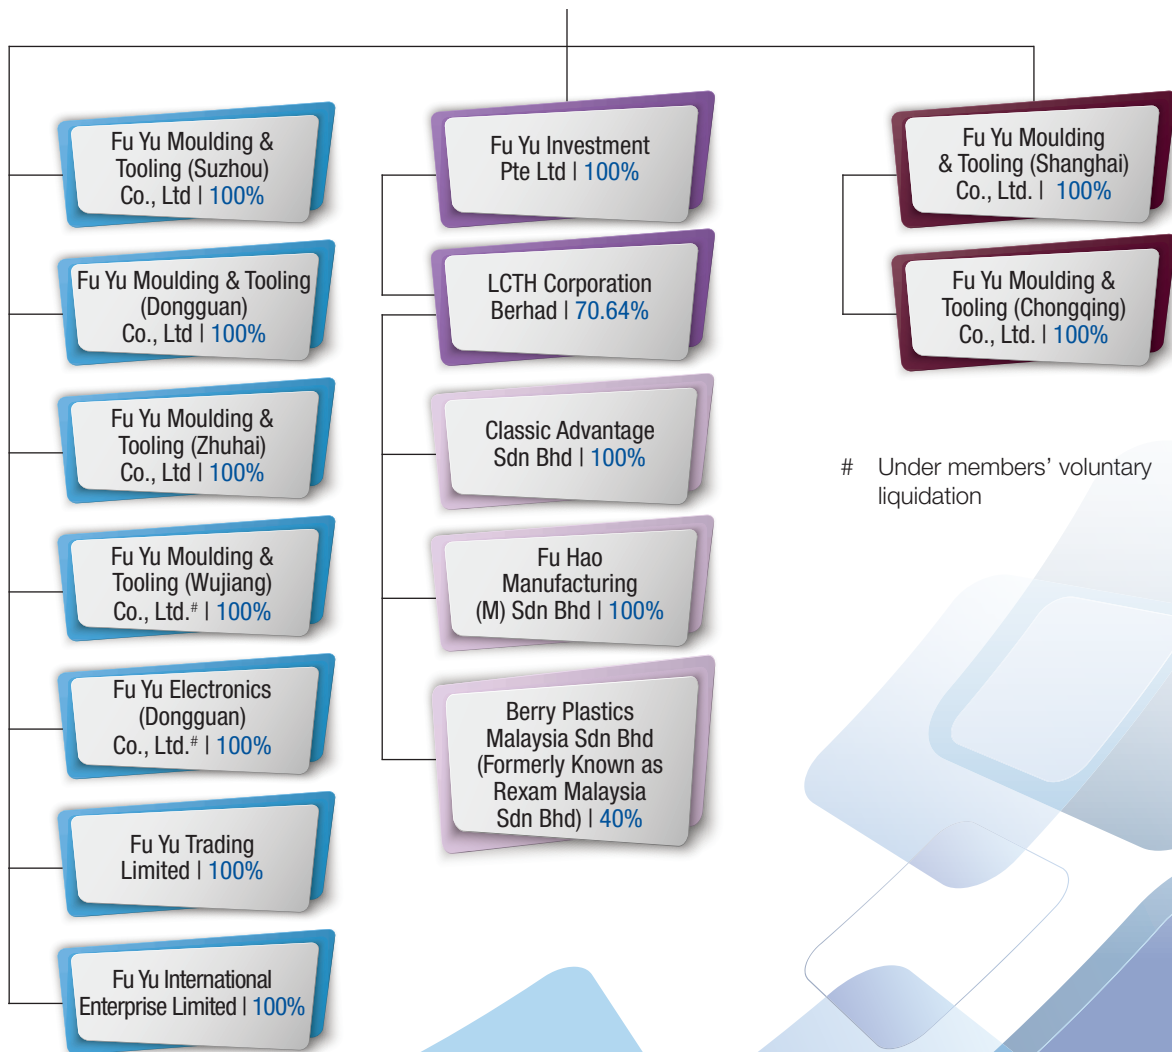 Fu Yu Moulding &
Tooling (Suzhou)
Co., Ltd | 100%
Fu Yu Moulding & Tooling
(Dongguan)
Co., Ltd | 100%
Fu Yu Moulding &
Tooling (Zhuhai)
Co., Ltd | 100%
Fu Yu Moulding &
Tooling (Wujiang)
Co., Ltd.# | 100%
Fu Yu Electronics
(Dongguan)
Co., Ltd.# | 100%
Fu Yu Trading
Limited | 100%
Fu Yu International
Enterprise Limited | 100%
Fu Yu Investment
Pte Ltd | 100%
LCTH Corporation
Berhad | 70.64%
Classic Advantage
Sdn Bhd | 100%
Fu Hao
Manufacturing
(M) Sdn Bhd | 100%
Berry Plastics
Malaysia Sdn Bhd
(Formerly Known as
Rexam Malaysia
Sdn Bhd) | 40%
Fu Yu Moulding
& Tooling (Shanghai)
Co., Ltd. | 100%
Fu Yu Moulding &
Tooling (Chongqing)
Co., Ltd. | 100%
# Under members’ voluntary
liquidation